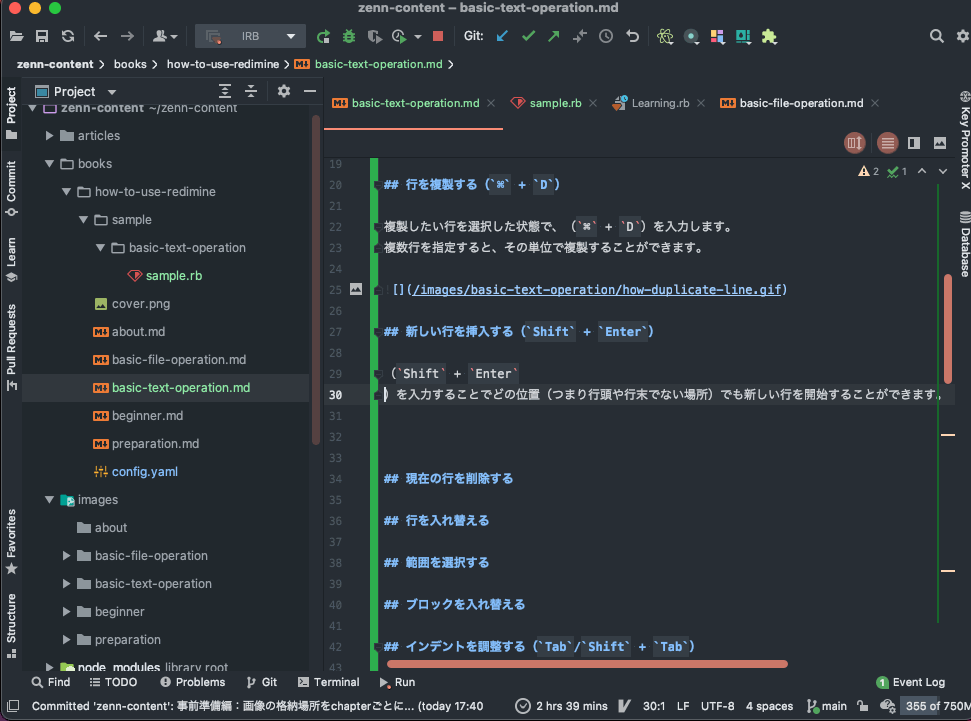 zenn-content – basic-text-operation.md
IRB
Git:
zenn-content
books
how-to-use-redimine
basic-text-operation.md
Project
Commit
Learn
Pull Requests
Favorites
Structure
Project
zenn-content ~/zenn-content
articles
books
how-to-use-redimine
sample
basic-text-operation
sample.rb
cover.png
about.md
basic-file-operation.md
basic-text-operation.md
beginner.md
preparation.md
config.yaml
images
about
basic-file-operation
basic-text-operation
beginner
preparation
node_modules library root
basic-text-operation.md
sample.rb
Learning.rb
basic-file-operation.md
2
1
19
20 ## 行を複製する（`⌘` + `D`）
21
22 複製したい行を選択した状態で、（`⌘` + `D`）を入力します。
23 複数行を指定すると、その単位で複製することができます。
24
25 ![](/images/basic-text-operation/how-duplicate-line.gif)
26
27 ## 新しい行を挿入する（`Shift` + `Enter`）
28
29 （`Shift` + `Enter`
30 ）を入力することでどの位置（つまり行頭や行末でない場所）でも新しい行を開始することができます。
31
32
33
34 ## 現在の行を削除する
35
36 ## 行を入れ替える
37
38 ## 範囲を選択する
39
40 ## ブロックを入れ替える
41
42 ## インデントを調整する（`Tab`/`Shift` + `Tab`）
43
Key Promoter X
Database
Find
TODO
Problems
Git
Terminal
Run
1 Event Log
Committed 'zenn-content': 事前準備編：画像の格納場所をchapterごとに... (today 17:40
2 hrs 39 mins
30:1
LF
UTF-8
4 spaces
main
355 of 750M